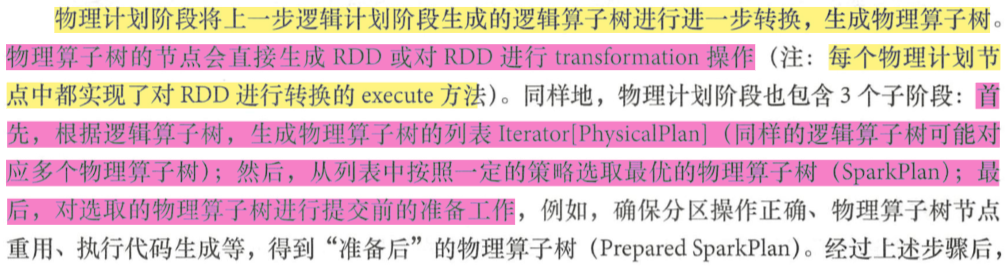 物理计划阶段将上一步逻辑计划阶段生成的逻辑算子树进行进一步转换，生成物理算子树。
物理算子树的节点会直接生成 RDD 或对 RDD 进行 transformation 操作（注：每个物理计划节
点中都实现了对 RDD 进行转换的 execute 方法）。同样地，物理计划阶段也包含 3 个子阶段：首
先，根据逻辑算子树，生成物理算子树的列表 Iterator[PhysicalPlan]（同样的逻辑算子树可能对
应多个物理算子树）；然后，从列表中按照一定的策略选取最优的物理算子树（SparkPlan）；最
后，对选取的物理算子树进行提交前的准备工作，例如，确保分区操作正确、物理算子树节点
重用、执行代码生成等，得到“准备后”的物理算子树（Prepared SparkPlan）。经过上述步骤后，